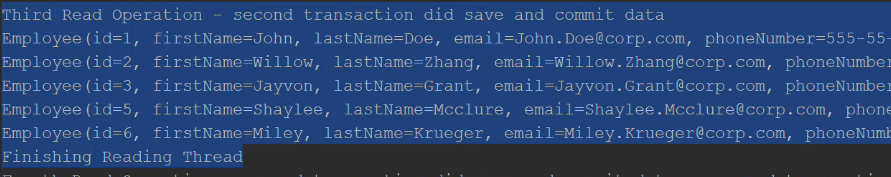 Third Read Operation - second transaction did save and commit data
Employee(id=1, firstName=John, lastName=Doe, email=John.Doe@corp.com, phoneNumber=555-55-
Employee(id=2, firstName=Willow, lastName=Zhang, email=Willow.Zhang@corp.com, phoneNumber
Employee(id=3, firstName=Jayvon, lastName=Grant, email=Jayvon.Grant@corp.com, phoneNumber
Employee(id=5, firstName=Shaylee, lastName=Mcclure, email=Shaylee.Mcclure@corp.com, phone
Employee(id=6, firstName=Miley, lastName=Krueger, email=Miley.Krueger@corp.com, phoneNumb
Finishing Reading Thread